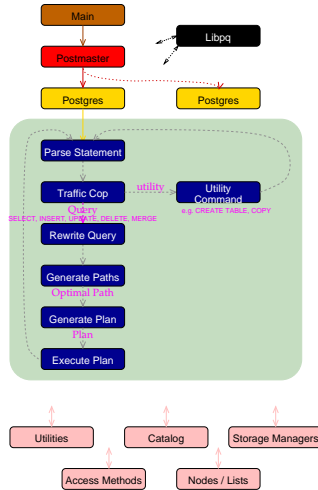 Main
Libpq
Postmaster
Postgres
Postgres
Parse Statement
Traffic Cop
utility
Utility
Command
Query
e.g. CREATE TABLE, COPY
SELECT, INSERT, UPDATE, DELETE, MERGE
Rewrite Query
Generate Paths
Optimal Path
Generate Plan
Plan
Execute Plan
Utilities
Catalog
Storage Managers
Access Methods
Nodes / Lists